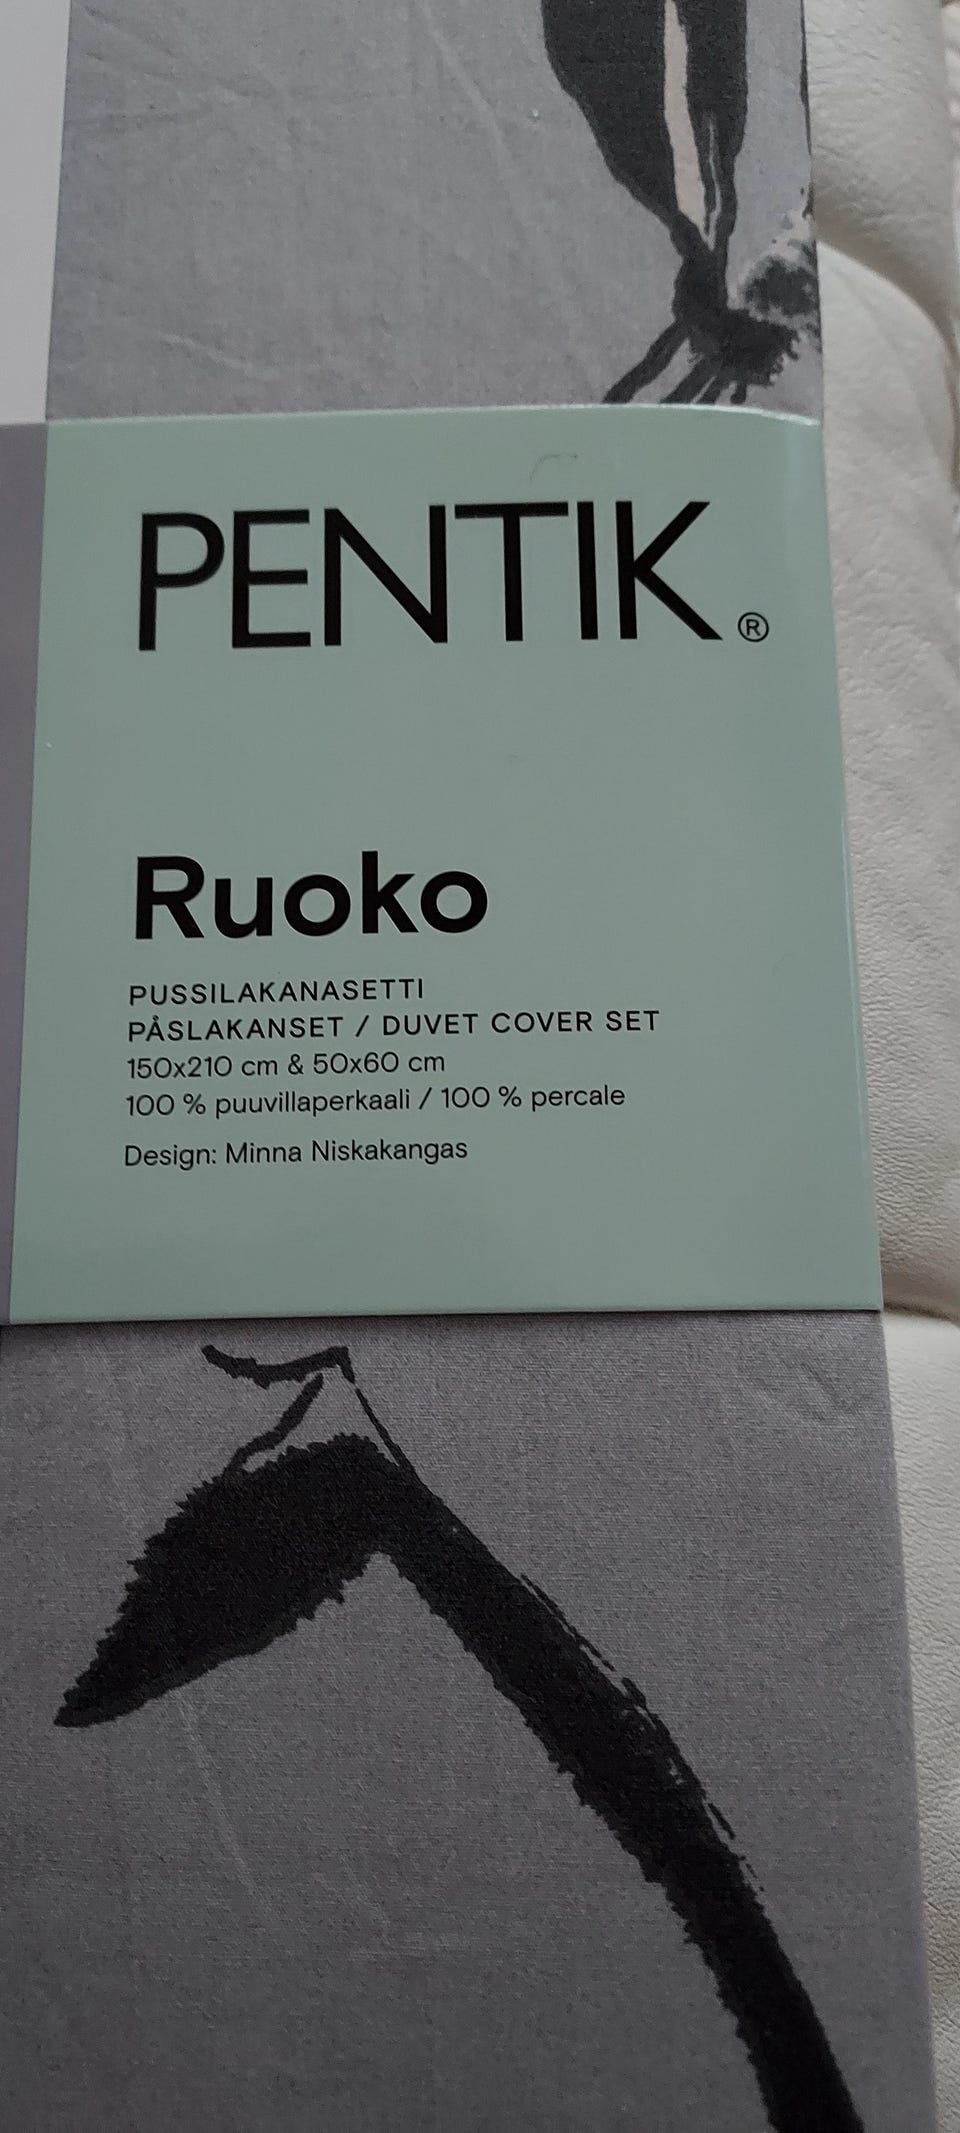 PENTIK®
Ruoko
PUSSILAKANASETTI
PÅSLAKANSET / DUVET COVER SET
150x210 cm & 50x60 cm
100 % puuvillaperkaali / 100 % percale
Design: Minna Niskakangas